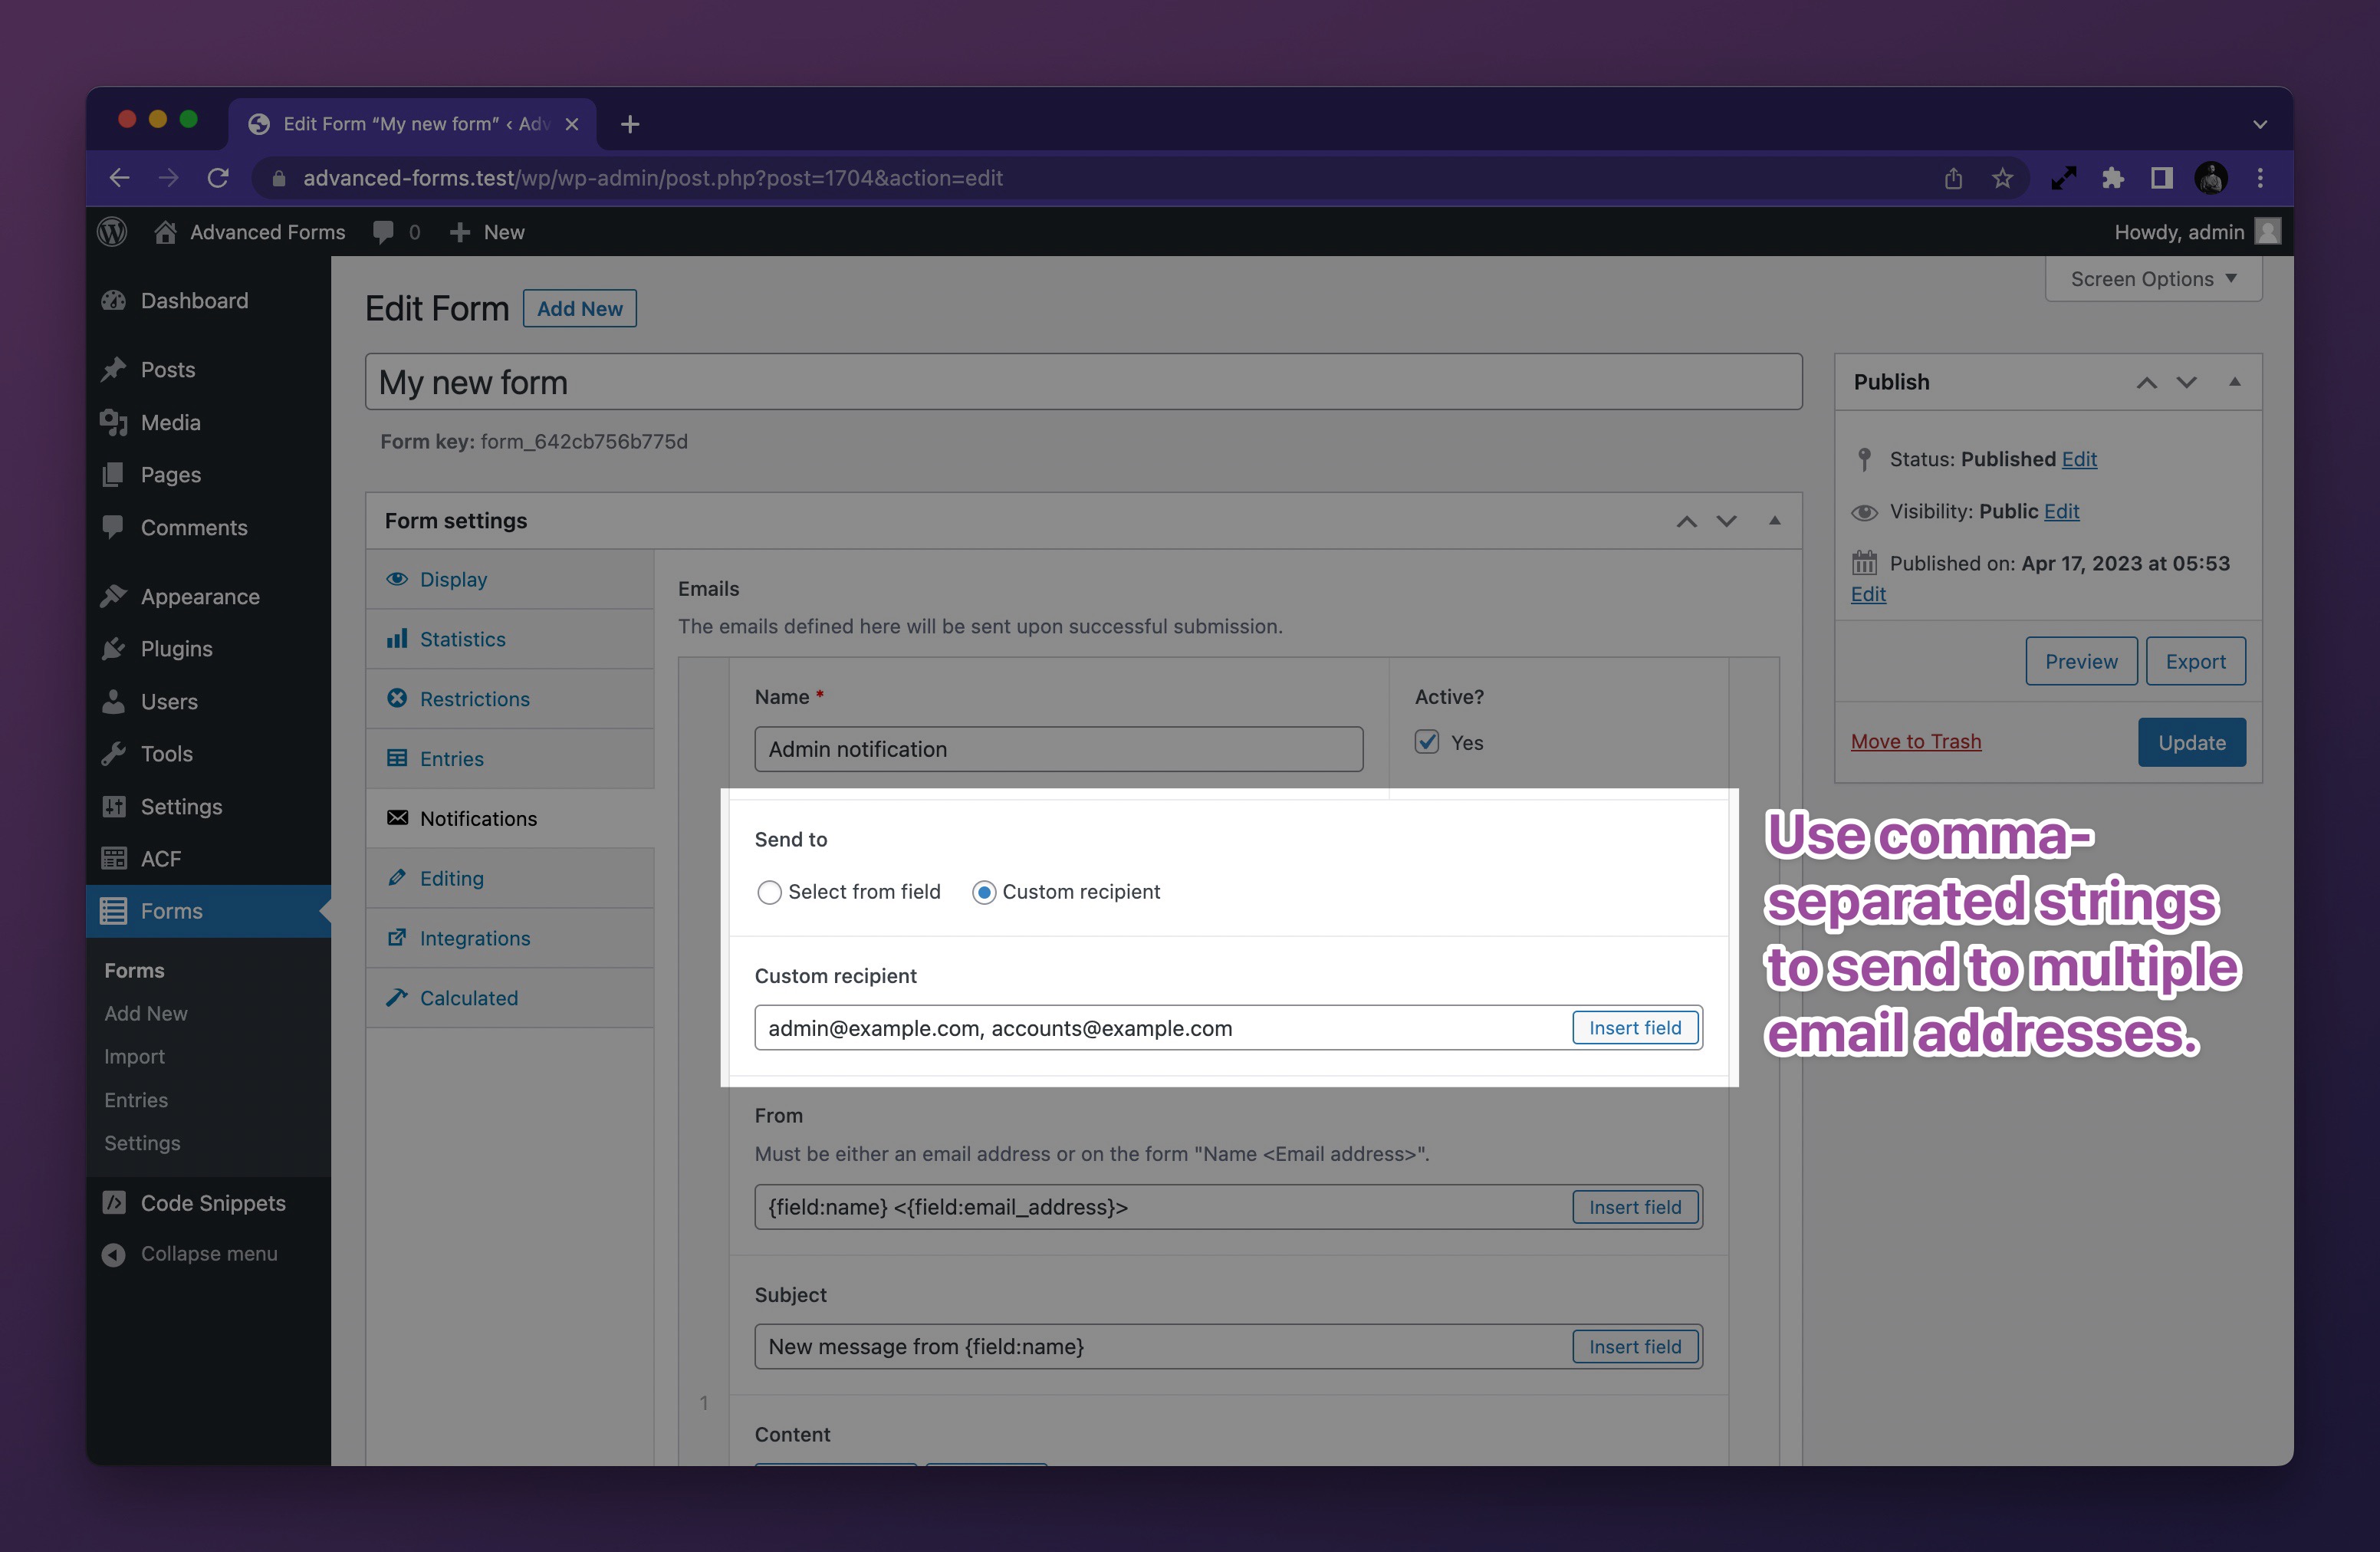 Edit Form “My new form” ‹ Adv
advanced-forms.test/wp/wp-admin/post.php?post=1704&action=edit
Advanced Forms
0
New
Howdy, admin
Dashboard
Posts
Media
Pages
Comments
Appearance
Plugins
Users
Tools
Settings
ACF
Forms
Forms
Add New
Import
Entries
Settings
Code Snippets
Collapse menu
Screen Options
Edit Form
Add New
My new form
Form key: form_642cb756b775d
Form settings
Display
Statistics
Restrictions
Entries
Notifications
Editing
Integrations
Calculated
Emails
The emails defined here will be sent upon successful submission.
1
Name *
Admin notification
Active?
Yes
Send to
Select from field
Custom recipient
Custom recipient
admin@example.com, accounts@example.com
Insert field
From
Must be either an email address or on the form "Name <Email address>".
{field:name} <{field:email_address}>
Insert field
Subject
New message from {field:name}
Insert field
Content
Publish
Status: Published Edit
Visibility: Public Edit
Published on: Apr 17, 2023 at 05:53
Edit
Preview
Export
Move to Trash
Update
Use comma-
separated strings
to send to multiple
email addresses.